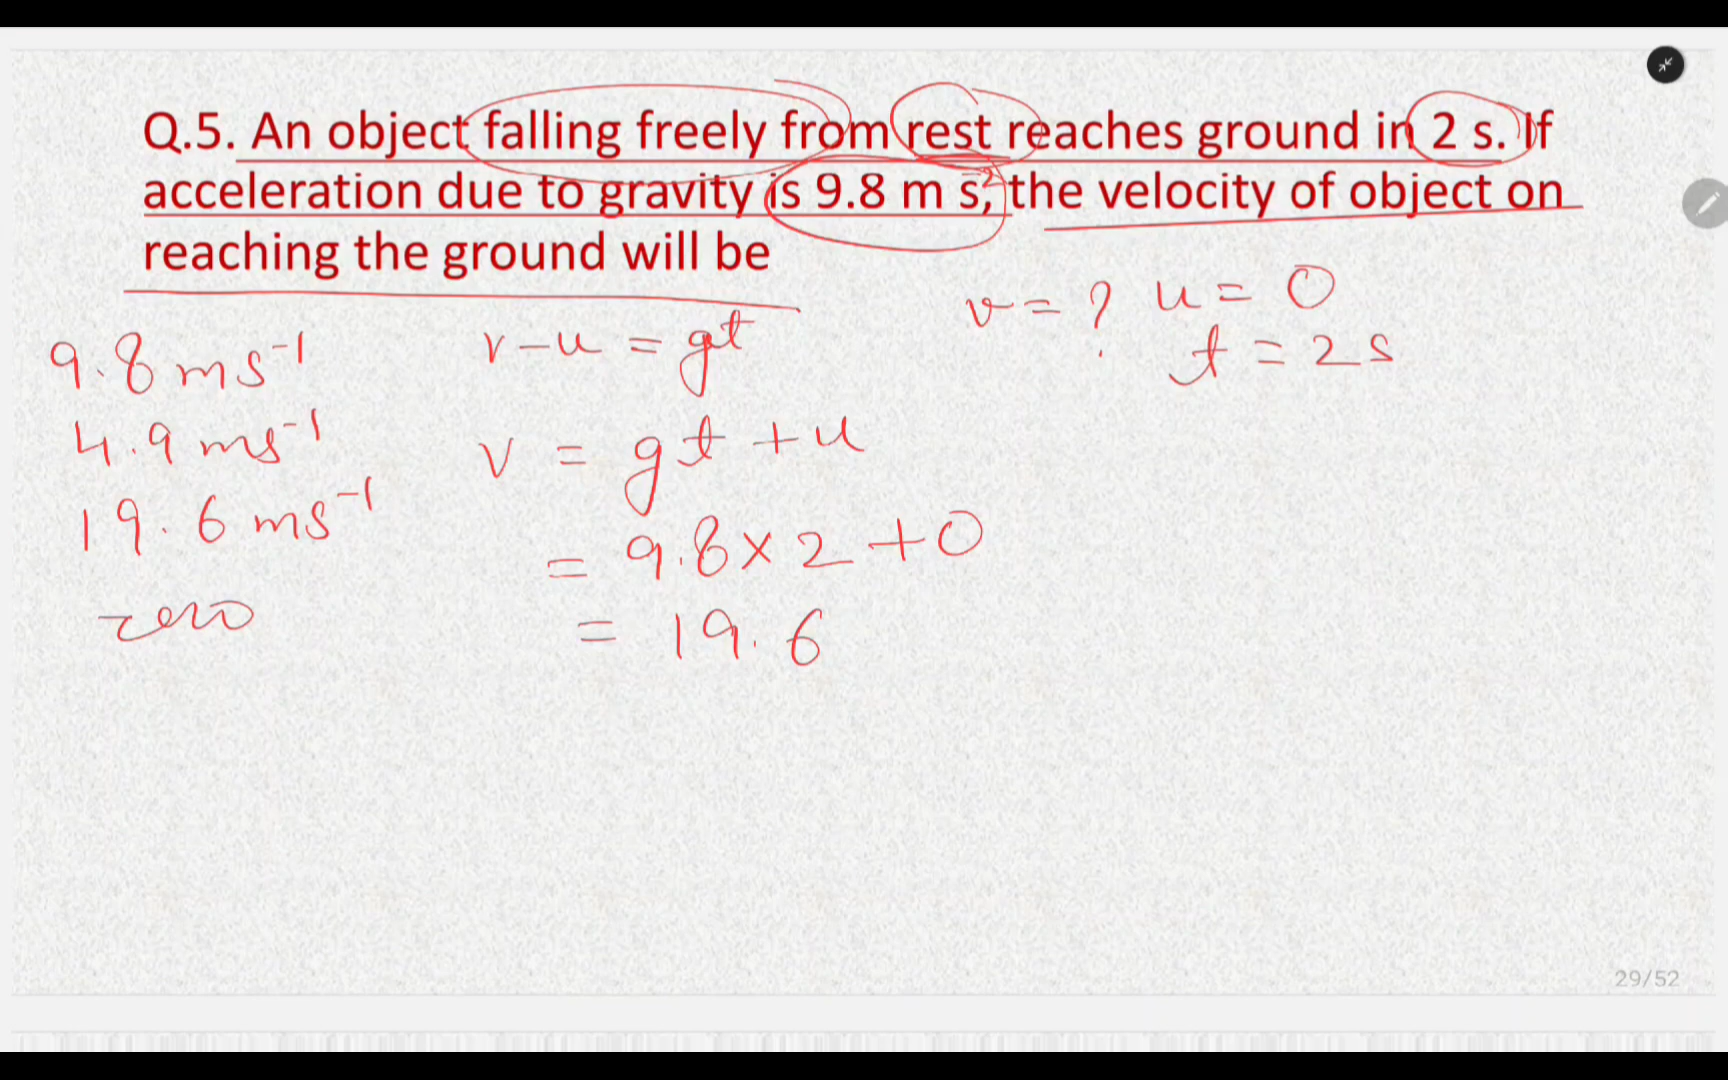 Q.5. An object falling freely from rest reaches ground in 2 s. If
acceleration due to gravity is 9.8 m s⁻², the velocity of object on
reaching the ground will be
v = ? u = 0
t = 2 s
9.8 ms⁻¹
4.9 ms⁻¹
19.6 ms⁻¹
zero
v – u = gt
v = gt + u
= 9.8 × 2 + 0
= 19.6
29/52